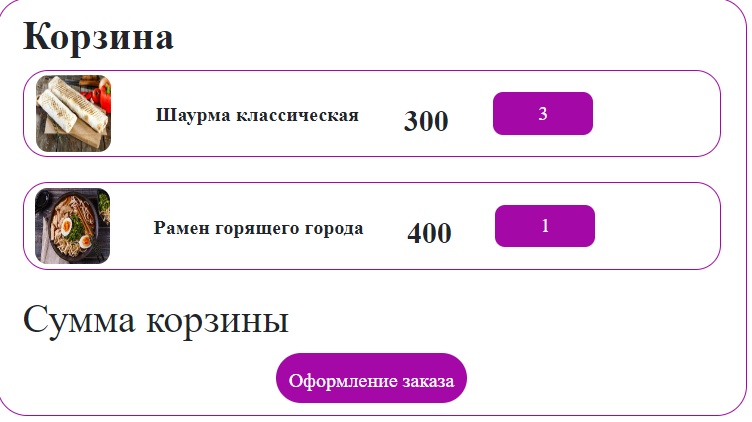 Корзина
Шаурма классическая 300 3
Рамен горящего города 400 1
Сумма корзины
Оформление заказа